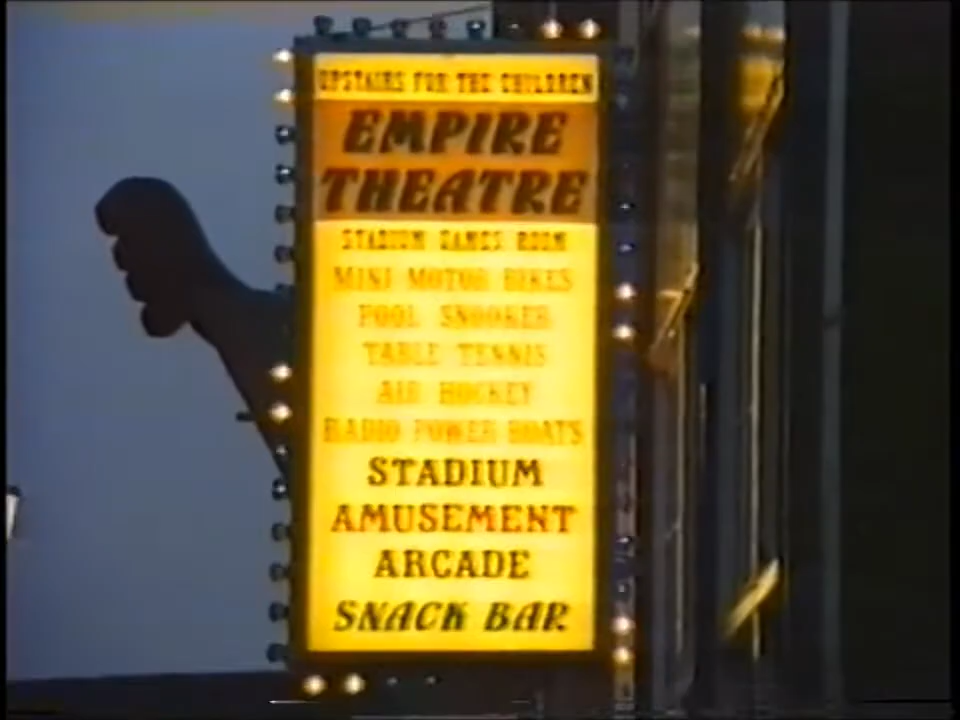 UPSTAIRS FOR THE CHILDREN
EMPIRE
THEATRE
STADIUM GAMES ROOM
MINI MOTOR BIKES
POOL SNOOKER
TABLE TENNIS
AIR HOCKEY
RADIO POWER BOATS
STADIUM
AMUSEMENT
ARCADE
SNACK BAR